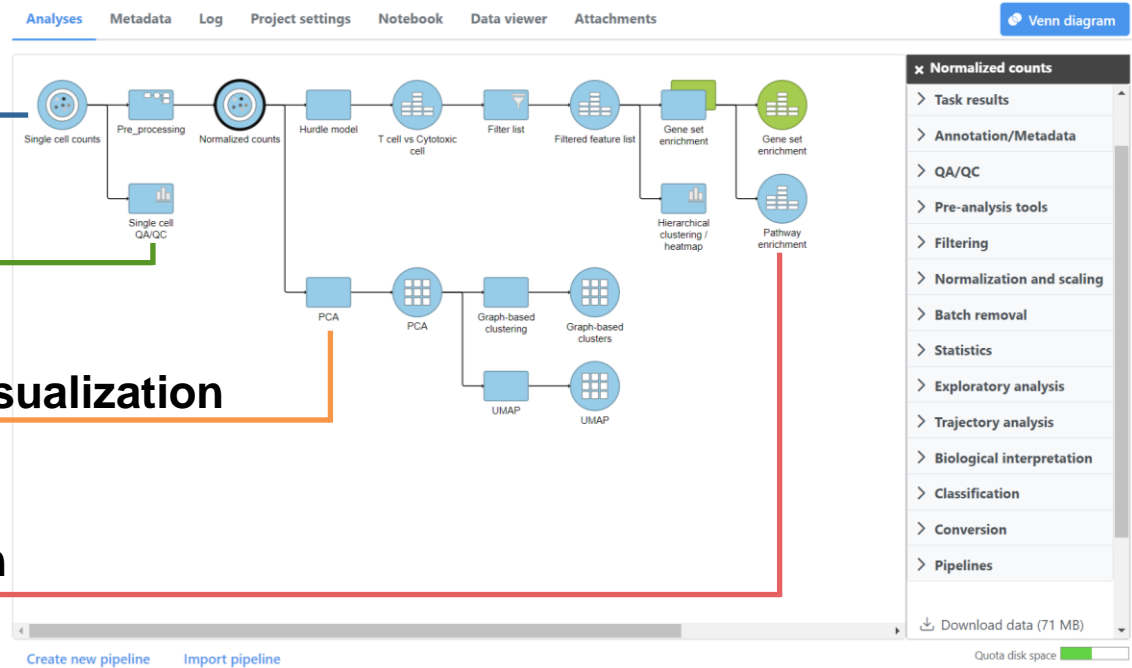 Analyses Metadata Log Project settings Notebook Data viewer Attachments
Venn diagram
Single cell counts
Pre_processing
Normalized counts
Hurdle model
T cell vs Cytotoxic
cell
Filter list
Filtered feature list
Gene set
enrichment
Gene set
enrichment
Single cell
QA/QC
Hierarchical
clustering /
heatmap
Pathway
enrichment
PCA
PCA
Graph-based
clustering
Graph-based
clusters
UMAP
UMAP
sualization
n
Normalized counts
Task results
Annotation/Metadata
QA/QC
Pre-analysis tools
Filtering
Normalization and scaling
Batch removal
Statistics
Exploratory analysis
Trajectory analysis
Biological interpretation
Classification
Conversion
Pipelines
Download data (71 MB)
Create new pipeline Import pipeline
Quota disk space